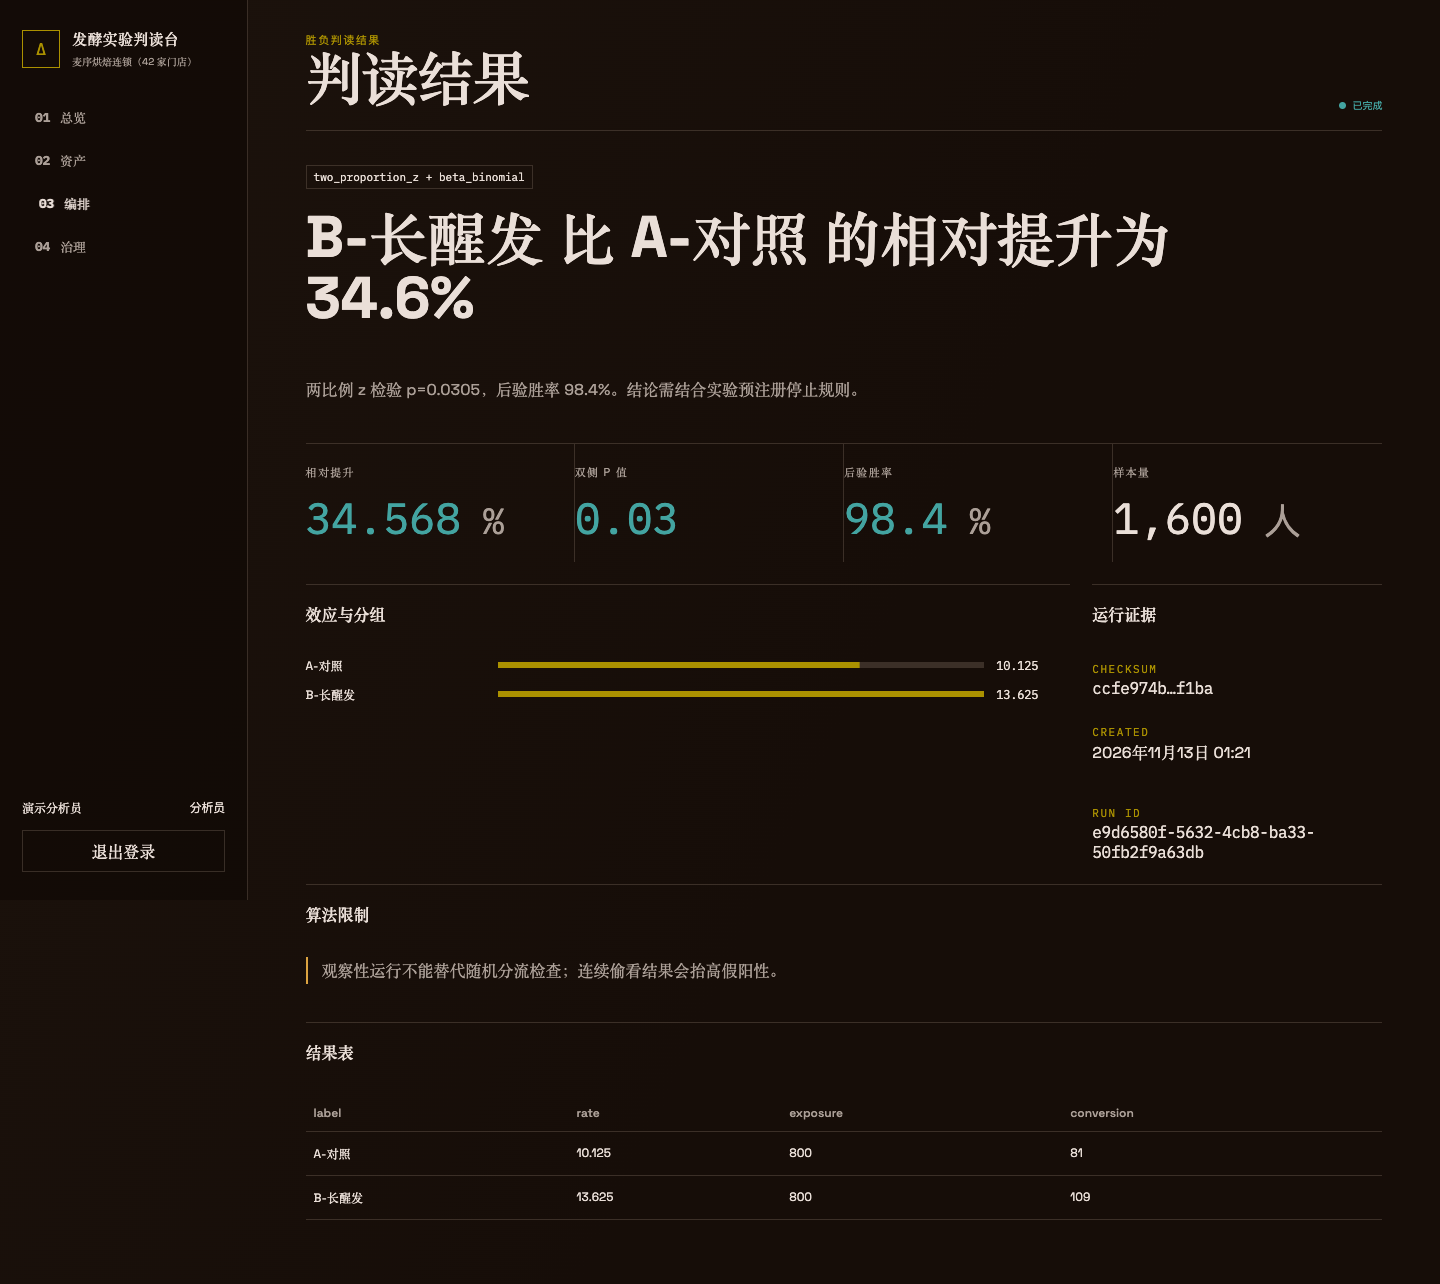 Δ
发酵实验判读台
麦序烘焙连锁（42 家门店）
01 总览
02 资产
03 编排
04 治理
演示分析员 分析员
退出登录
胜负判读结果
判读结果
已完成
two_proportion_z + beta_binomial
B-长醒发 比 A-对照 的相对提升为
34.6%
两比例 z 检验 p=0.0305，后验胜率 98.4%。结论需结合实验预注册停止规则。
相对提升
34.568 %
双侧 P 值
0.03
后验胜率
98.4 %
样本量
1,600 人
效应与分组
A-对照 10.125
B-长醒发 13.625
运行证据
CHECKSUM
ccfe974b…f1ba
CREATED
2026年11月13日 01:21
RUN ID
e9d6580f-5632-4cb8-ba33-
50fb2f9a63db
算法限制
观察性运行不能替代随机分流检查；连续偷看结果会抬高假阳性。
结果表
label rate exposure conversion
A-对照 10.125 800 81
B-长醒发 13.625 800 109